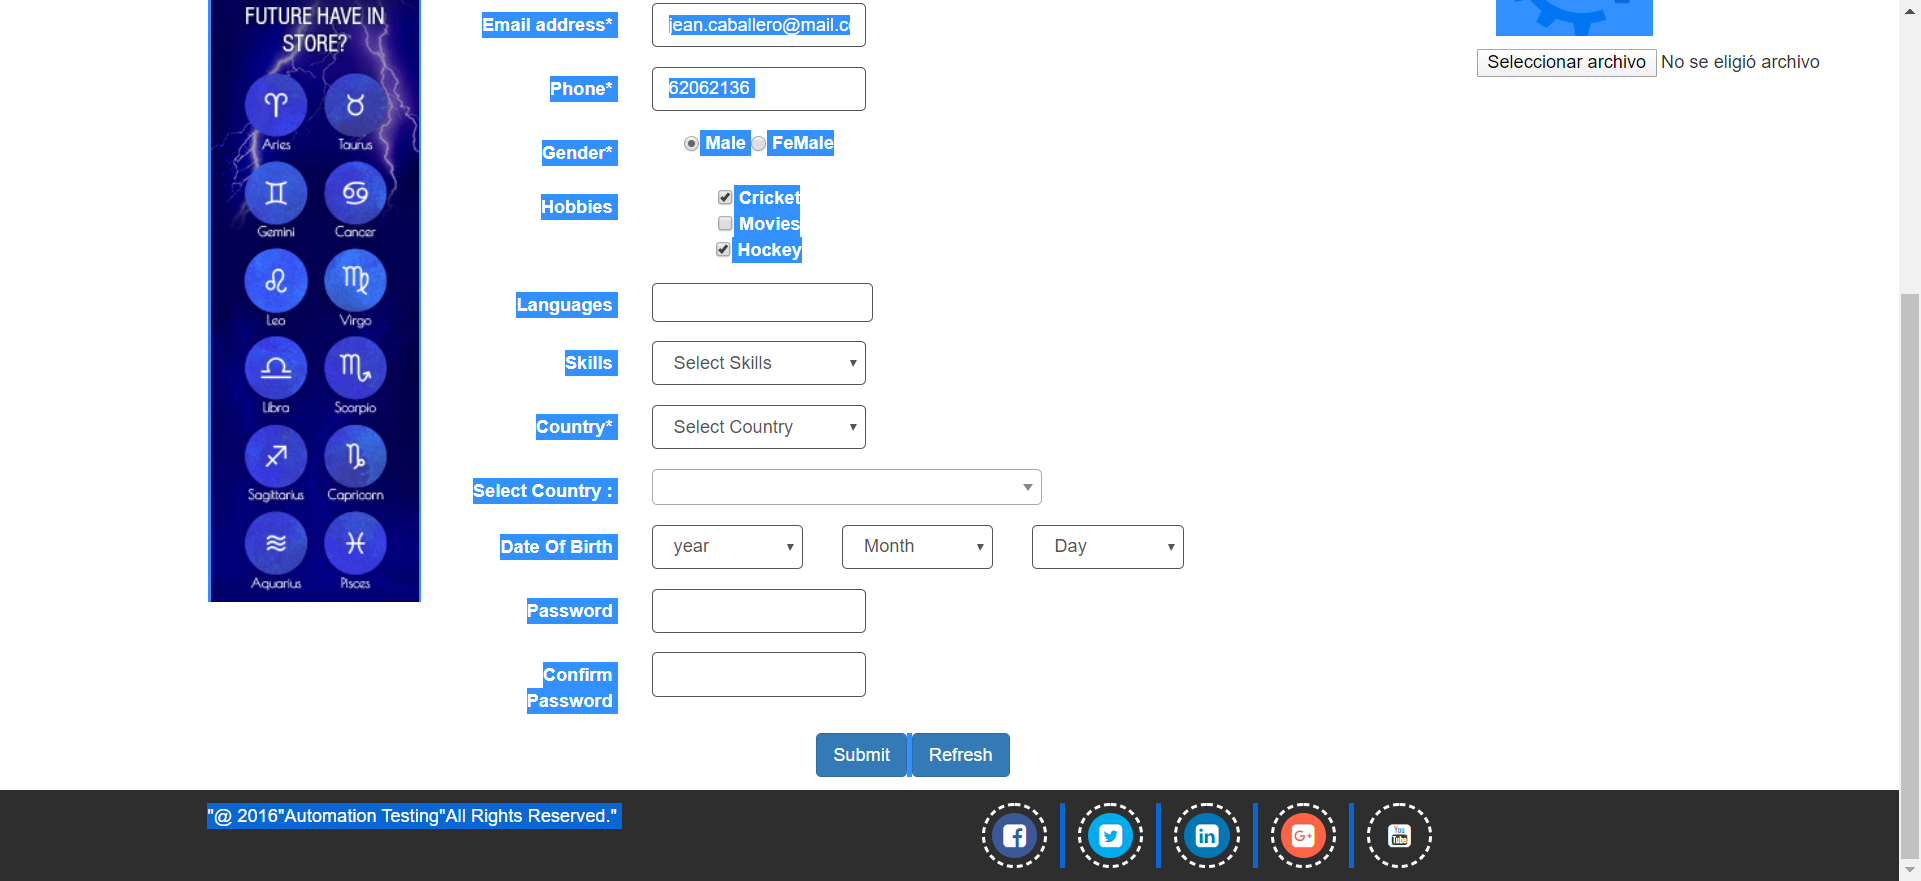 FUTURE HAVE IN
STORE?
Aries
Taurus
Gemini
Cancer
Leo
Virgo
Libra
Scorpio
Sagittarius
Capricorn
Aquarius
Pisces
Email address*
jean.caballero@mail.c
Phone*
62062136
Gender*
Male
FeMale
Hobbies
Cricket
Movies
Hockey
Languages
Skills
Select Skills
Country*
Select Country
Select Country :
Date Of Birth
year
Month
Day
Password
Confirm
Password
Submit
Refresh
Seleccionar archivo No se eligió archivo
"@ 2016"Automation Testing"All Rights Reserved."
f
in
G+
You
Tube